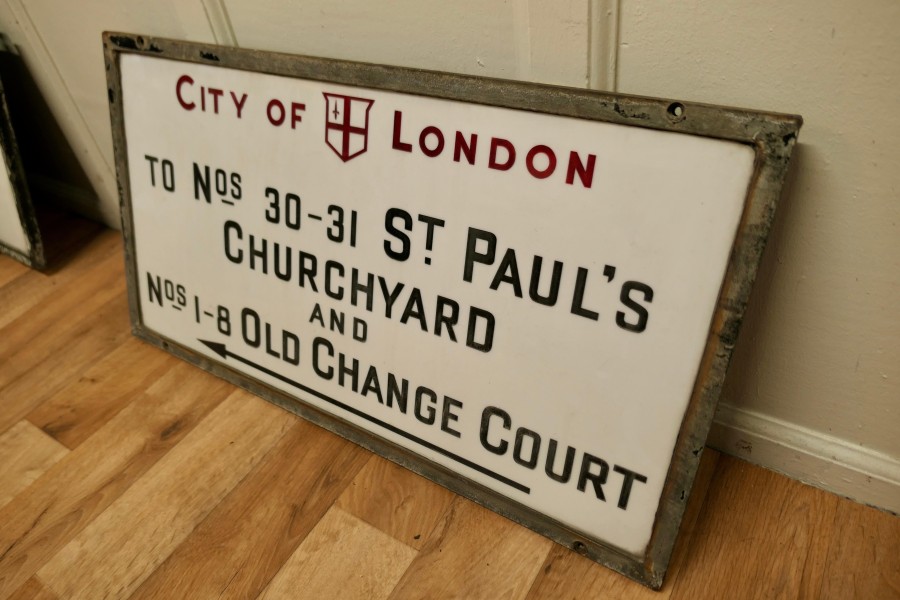 City of London
to Nos 30-31 St Paul's
Churchyard
and
Nos 1-8 Old Change Court